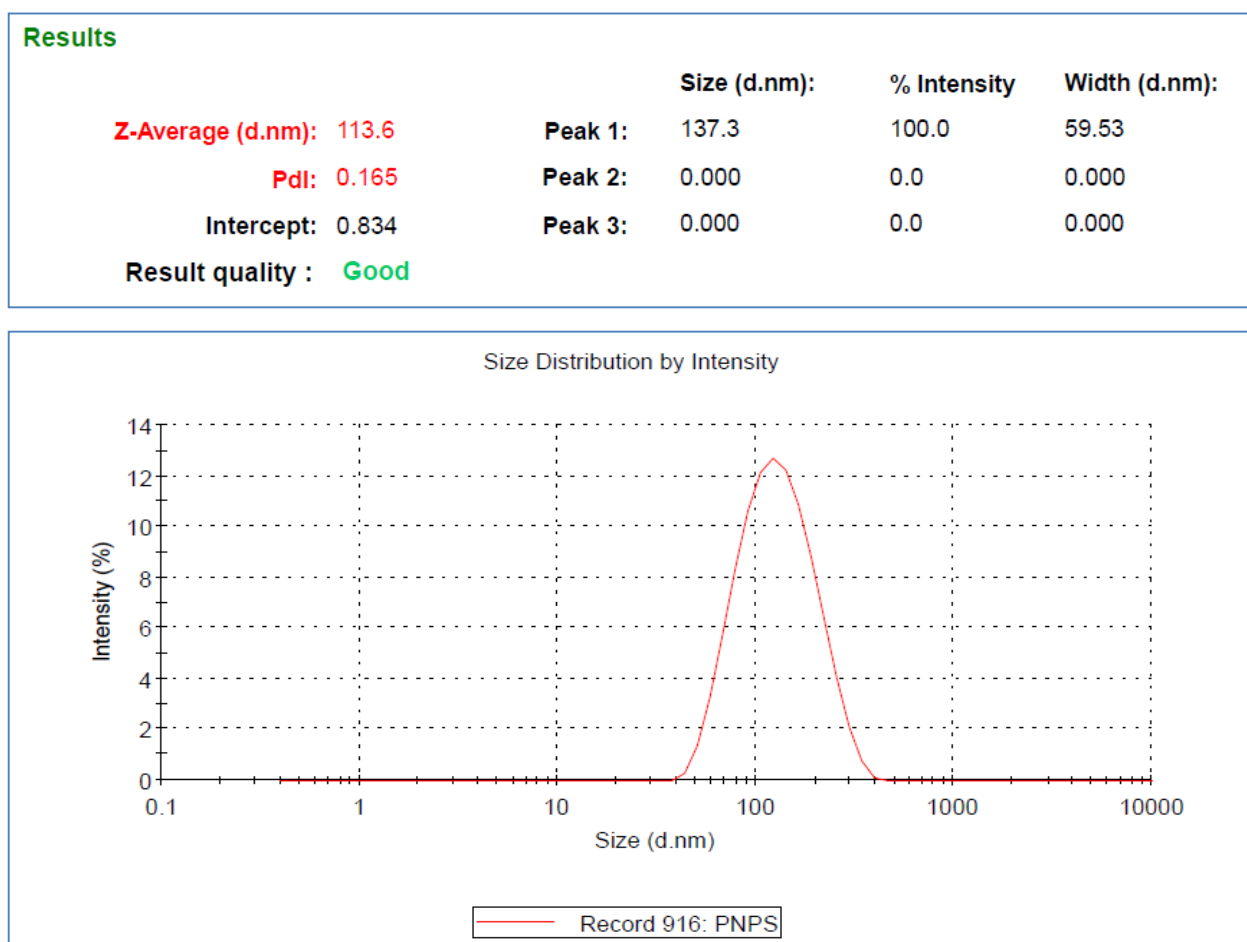 Results
Size (d.nm): % Intensity Width (d.nm):
Z-Average (d.nm): 113.6 Peak 1: 137.3 100.0 59.53
PdI: 0.165 Peak 2: 0.000 0.0 0.000
Intercept: 0.834 Peak 3: 0.000 0.0 0.000
Result quality : Good
Size Distribution by Intensity
14
12
10
8
6
4
2
0
Intensity (%)
0.1 1 10 100 1000 10000
Size (d.nm)
Record 916: PNPS